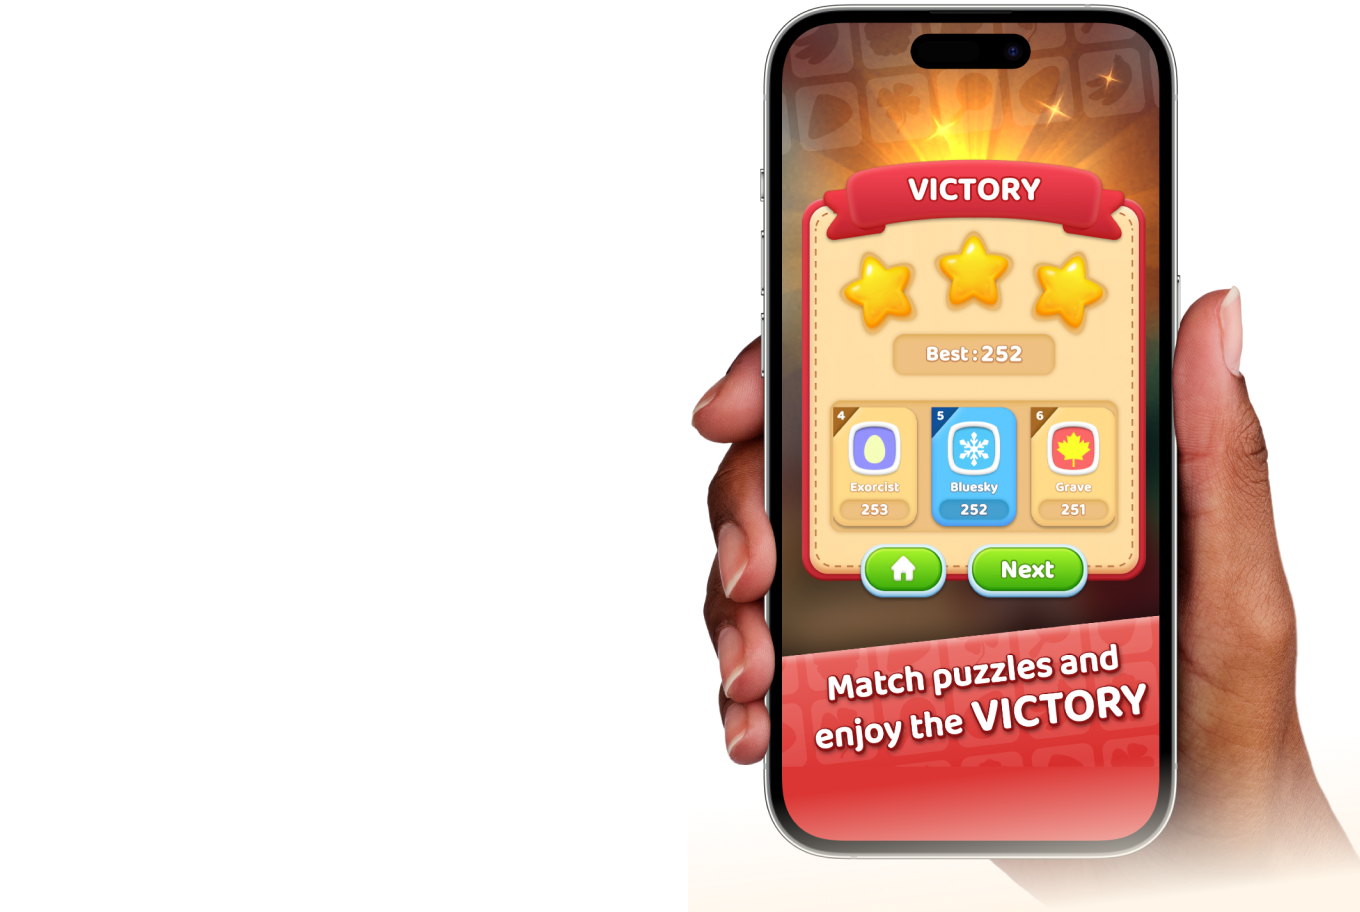 VICTORY
Best : 252
4 5 6
Exorcist Bluesky Grave
253 252 251
Next
Match puzzles and
enjoy the VICTORY